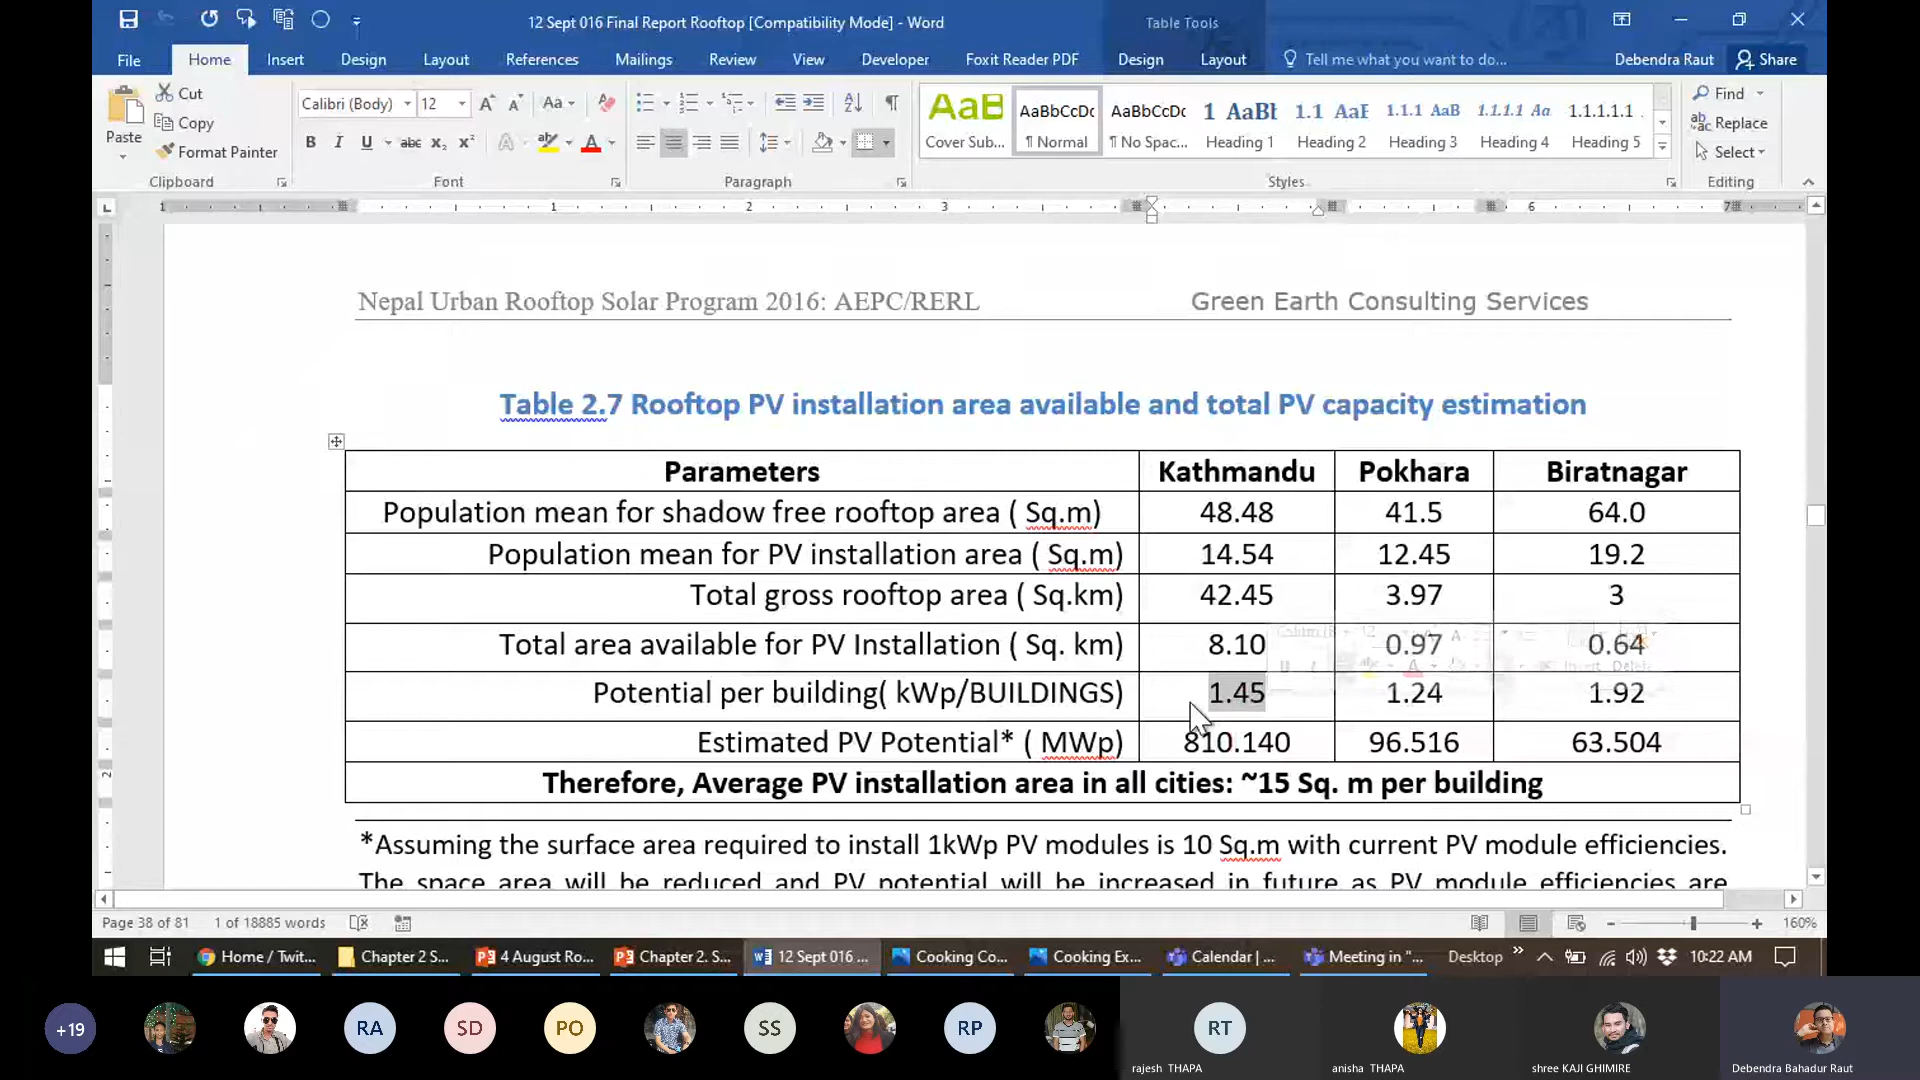 12 Sept 016 Final Report Rooftop [Compatibility Mode] - Word
Table Tools
File Home Insert Design Layout References Mailings Review View Developer Foxit Reader PDF Design Layout Tell me what you want to do... Debendra Raut Share
Paste
Cut
Copy
Format Painter
Calibri (Body) 12
AaB AaBbCcDc AaBbCcDc 1 AaBb 1.1 AaE 1.1.1 AaB 1.1.1.1 Aa 1.1.1.1.1
Cover Sub... ¶ Normal ¶ No Spac... Heading 1 Heading 2 Heading 3 Heading 4 Heading 5
Find
Replace
Select
Clipboard Font Paragraph Styles Editing
1 1 2 3 6 7
Nepal Urban Rooftop Solar Program 2016: AEPC/RERL Green Earth Consulting Services
Table 2.7 Rooftop PV installation area available and total PV capacity estimation
Parameters Kathmandu Pokhara Biratnagar
Population mean for shadow free rooftop area ( Sq.m) 48.48 41.5 64.0
Population mean for PV installation area ( Sq.m) 14.54 12.45 19.2
Total gross rooftop area ( Sq.km) 42.45 3.97 3
Total area available for PV Installation ( Sq. km) 8.10 0.97 0.64
Potential per building( kWp/BUILDINGS) 1.45 1.24 1.92
Estimated PV Potential* ( MWp) 810.140 96.516 63.504
Therefore, Average PV installation area in all cities: ~15 Sq. m per building
*Assuming the surface area required to install 1kWp PV modules is 10 Sq.m with current PV module efficiencies.
The space area will be reduced and PV potential will be increased in future as PV module efficiencies are
Page 38 of 81 1 of 18885 words 160%
Home / Twit... Chapter 2 S... 4 August Ro... Chapter 2. S... 12 Sept 016 ... Cooking Co... Cooking Ex... Calendar | ... Meeting in "... Desktop 10:22 AM
+19 RA SD PO SS RP RT
rajesh THAPA anisha THAPA shree KAJI GHIMIRE Debendra Bahadur Raut